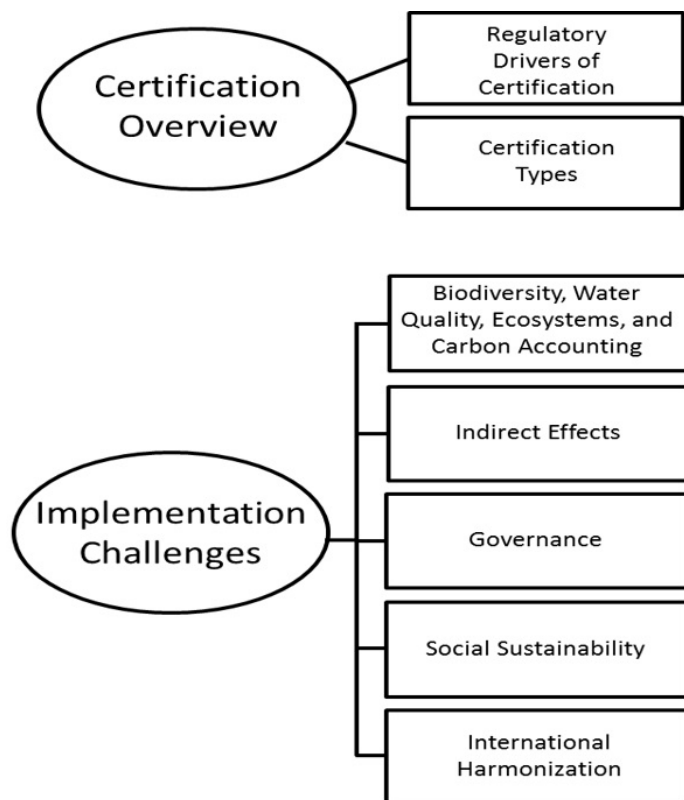 Certification
Overview
Regulatory
Drivers of
Certification
Certification
Types
Implementation
Challenges
Biodiversity, Water
Quality, Ecosystems, and
Carbon Accounting
Indirect Effects
Governance
Social Sustainability
International
Harmonization